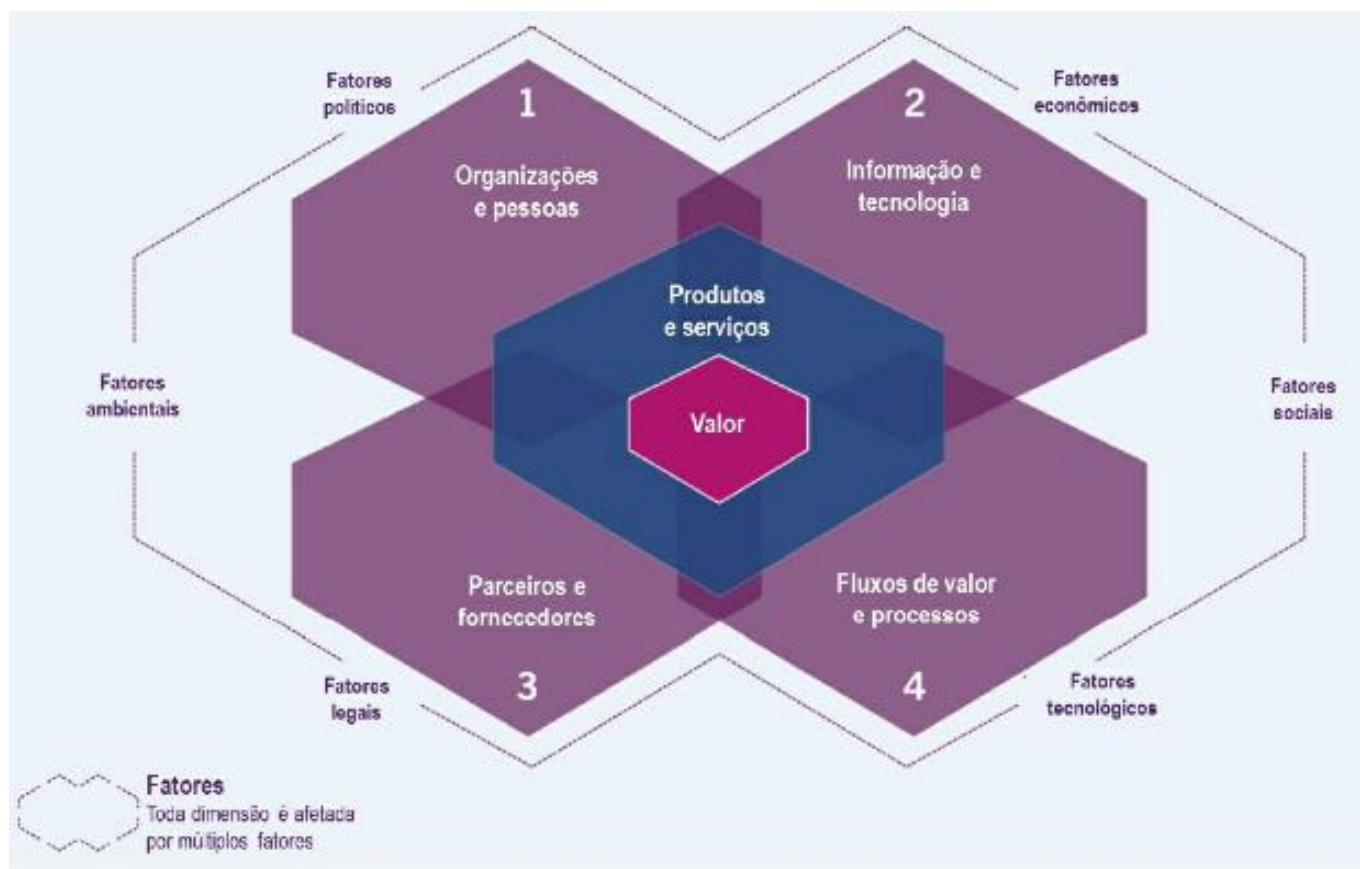 Fatores
políticos
1
Organizações
e pessoas
2
Informação e
tecnologia
Fatores
econômicos
Produtos
e serviços
Valor
Fatores
ambientais
Fatores
sociais
Parceiros e
fornecedores
3
Fluxos de valor
e processos
4
Fatores
legais
Fatores
tecnológicos
Fatores
Toda dimensão é afetada
por múltiplos fatores